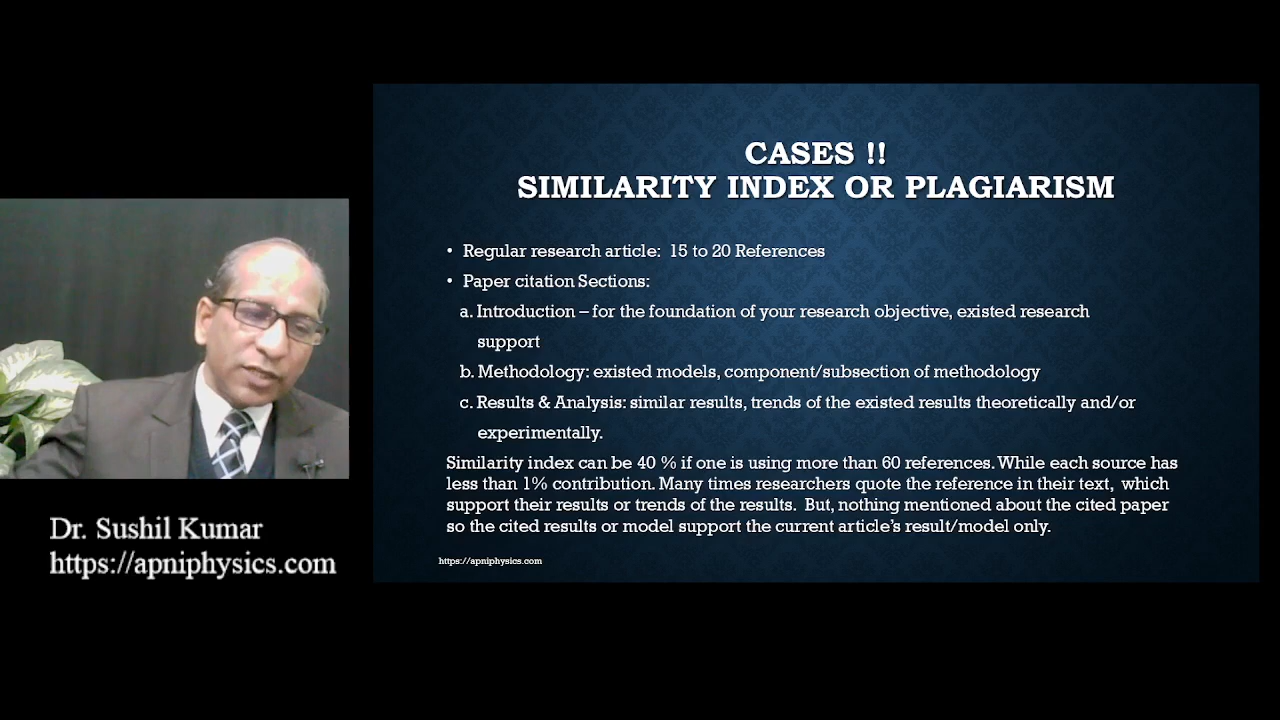 CASES !!
SIMILARITY INDEX OR PLAGIARISM
• Regular research article: 15 to 20 References
• Paper citation Sections:
a. Introduction – for the foundation of your research objective, existed research
support
b. Methodology: existed models, component/subsection of methodology
c. Results & Analysis: similar results, trends of the existed results theoretically and/or
experimentally.
Similarity index can be 40 % if one is using more than 60 references. While each source has
less than 1% contribution. Many times researchers quote the reference in their text, which
support their results or trends of the results. But, nothing mentioned about the cited paper
so the cited results or model support the current article's result/model only.
https://apniphysics.com
Dr. Sushil Kumar
https://apniphysics.com